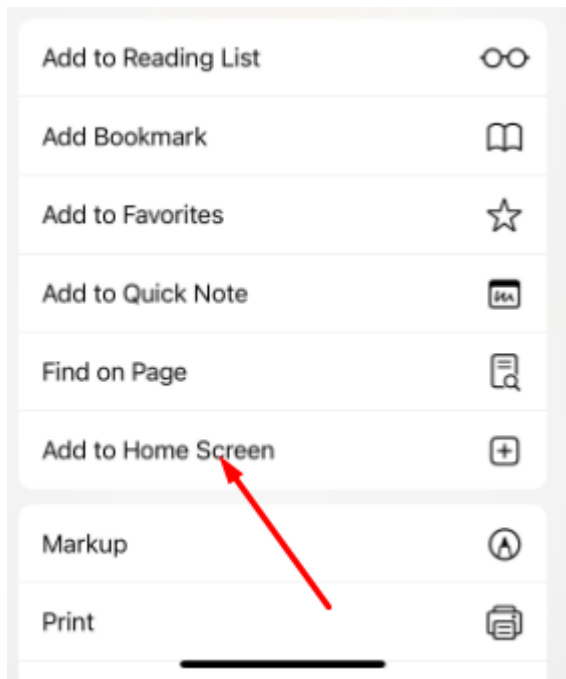 Add to Reading List
Add Bookmark
Add to Favorites
Add to Quick Note
Find on Page
Add to Home Screen
Markup
Print